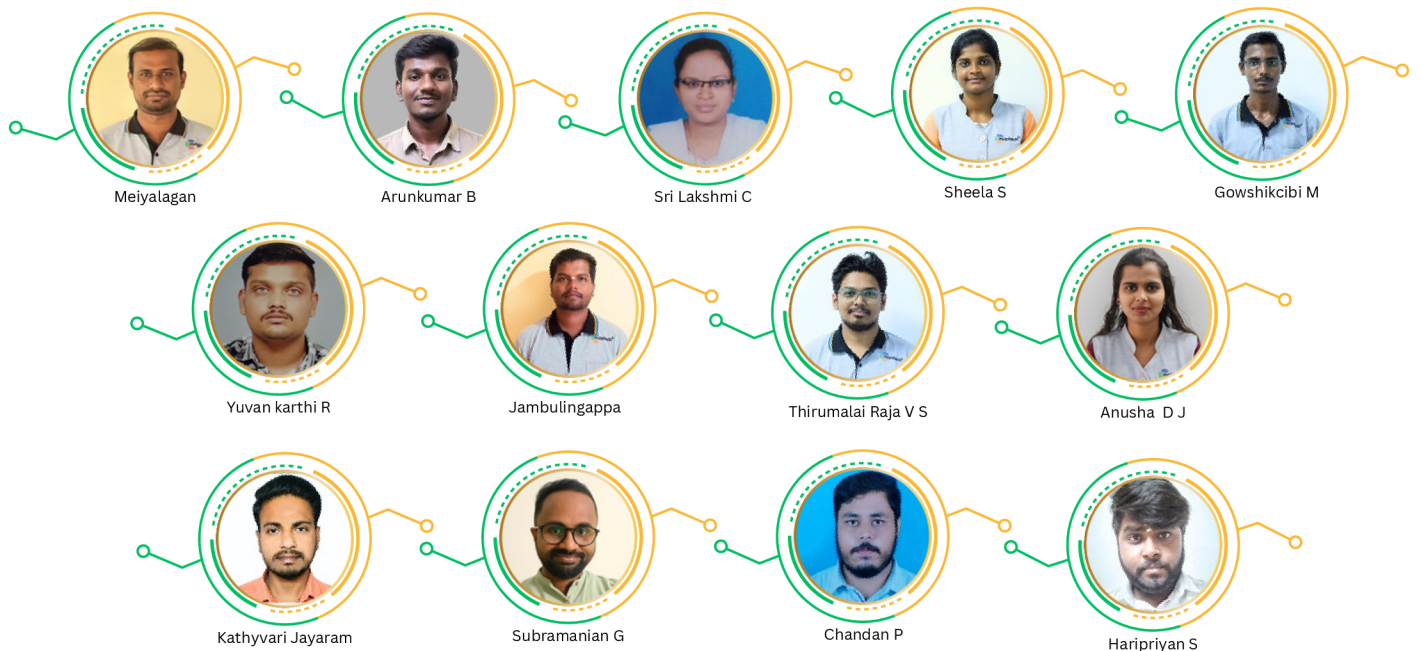 Meiyalagan
Arunkumar B
Sri Lakshmi C
Sheela S
Gowshikcibi M
Yuvan karthi R
Jambulingappa
Thirumalai Raja V S
Anusha  D J
Kathyvari Jayaram
Subramanian G
Chandan P
Haripriyan S